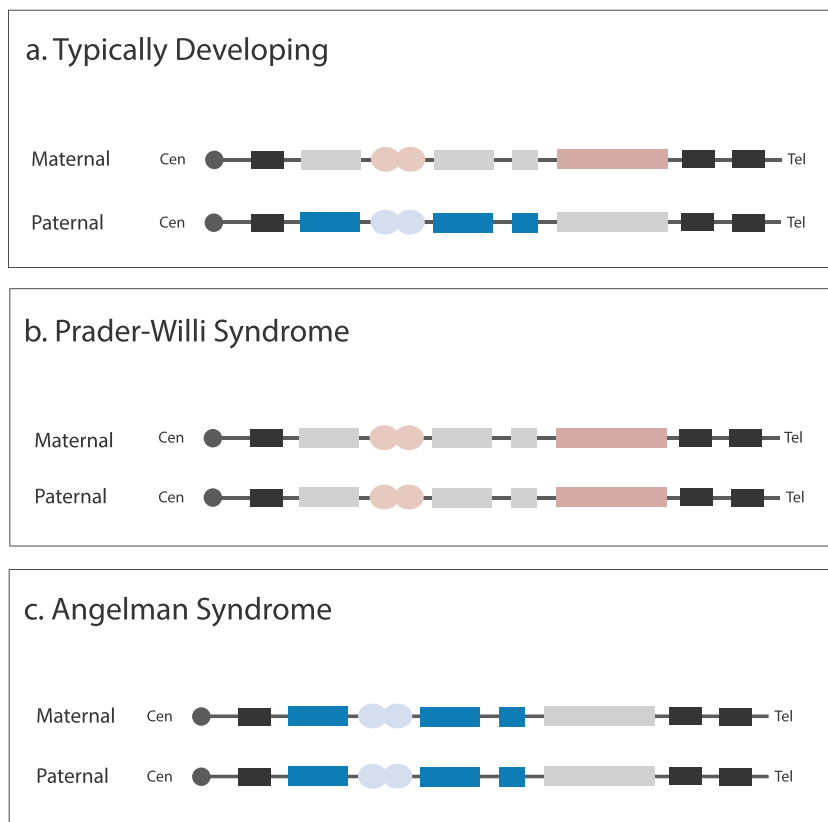 a. Typically Developing
Maternal Cen Tel
Paternal Cen Tel
b. Prader-Willi Syndrome
Maternal Cen Tel
Paternal Cen Tel
c. Angelman Syndrome
Maternal Cen Tel
Paternal Cen Tel